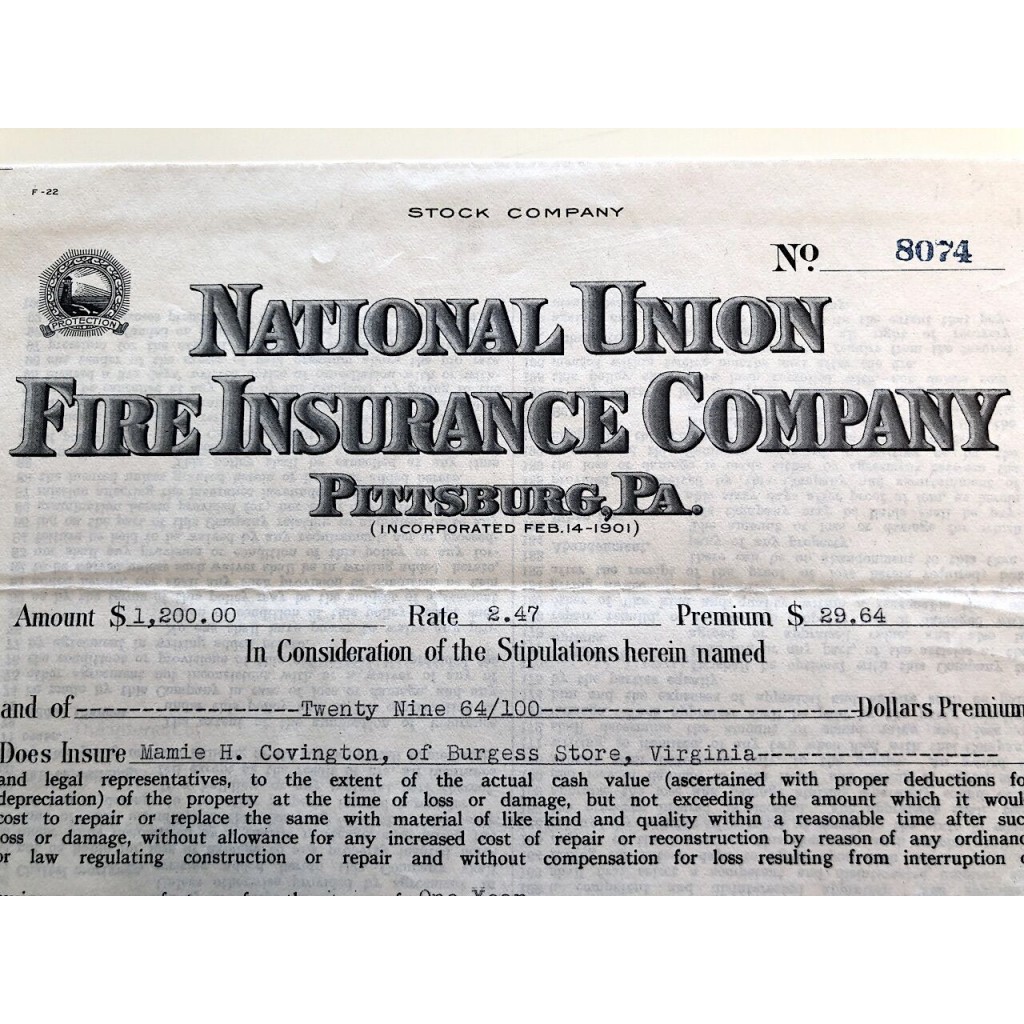 F-22
STOCK COMPANY
No. 8074
PROTECTION
NATIONAL UNION
FIRE INSURANCE COMPANY
PITTSBURG, PA.
(INCORPORATED FEB.14-1901)
Amount $ 1,200.00 Rate 2.47 Premium $ 29.64
In Consideration of the Stipulations herein named
and of--------------------Twenty Nine 64/100----------------------------Dollars Premium
Does Insure Mamie H. Covington, of Burgess Store, Virginia---------------------
and legal representatives, to the extent of the actual cash value (ascertained with proper deductions fo
depreciation) of the property at the time of loss or damage, but not exceeding the amount which it woul
cost to repair or replace the same with material of like kind and quality within a reasonable time after suc
oss or damage, without allowance for any increased cost of repair or reconstruction by reason of any ordinanc
or law regulating construction or repair and without compensation for loss resulting from interruption o
One Year